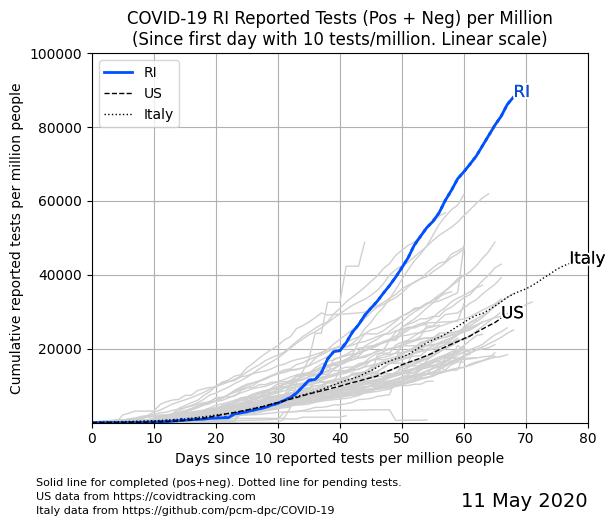 COVID-19 RI Reported Tests (Pos + Neg) per Million
(Since first day with 10 tests/million. Linear scale)
Cumulative reported tests per million people
100000
80000
60000
40000
20000
RI
US
Italy
RI
Italy
US
0 10 20 30 40 50 60 70 80
Days since 10 reported tests per million people
Solid line for completed (pos+neg). Dotted line for pending tests.
US data from https://covidtracking.com
Italy data from https://github.com/pcm-dpc/COVID-19
11 May 2020